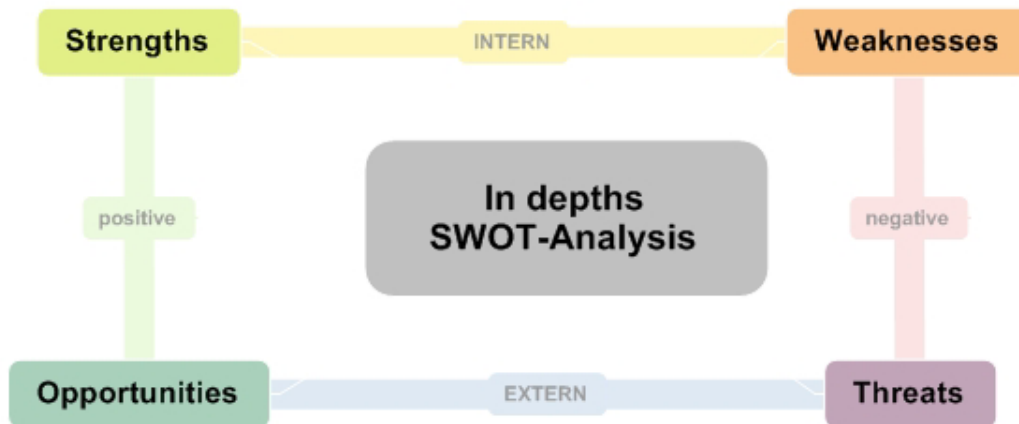 Strengths
INTERN
Weaknesses
In depths
SWOT-Analysis
positive
negative
Opportunities
EXTERN
Threats